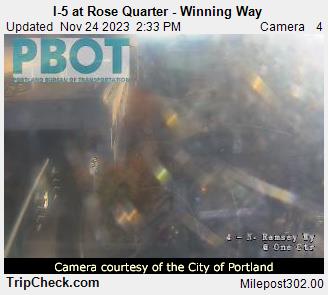 I-5 at Rose Quarter - Winning Way
Updated Nov 24 2023 2:33 PM Camera 4
PBOT
PORTLAND BUREAU OF TRANSPORTATION
4 - N. Ramsey Wy
@ One Ctr
Camera courtesy of the City of Portland
TripCheck.com Milepost302.00